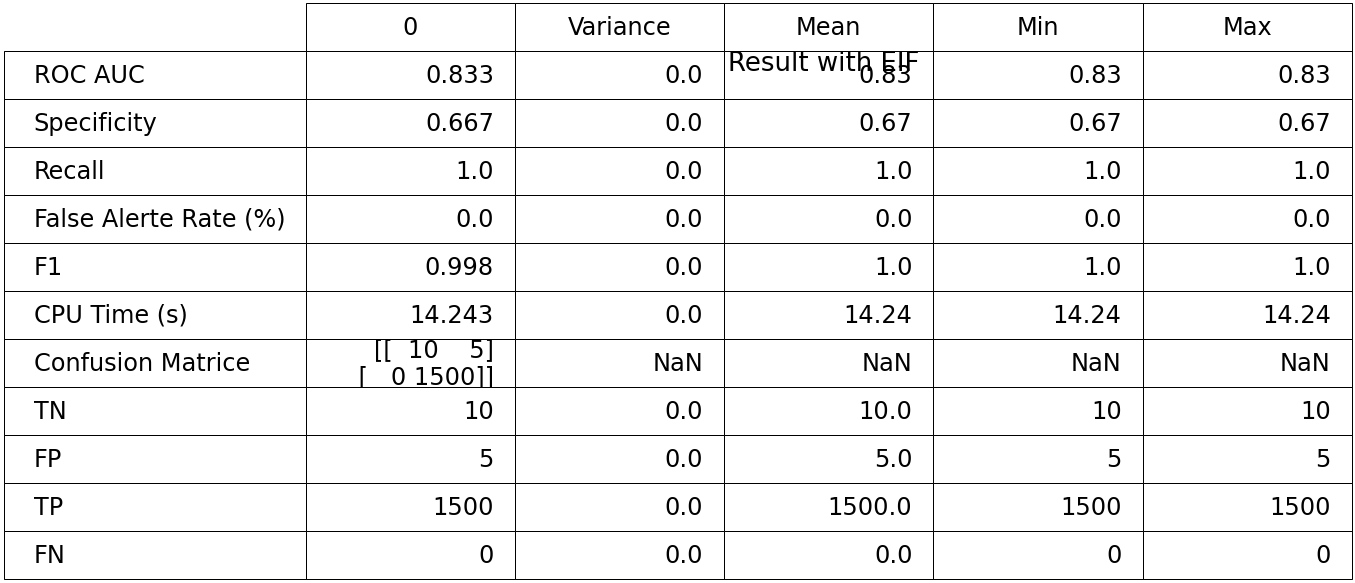 0 Variance Mean Min Max
Result with EIF
ROC AUC 0.833 0.0 0.83 0.83 0.83
Specificity 0.667 0.0 0.67 0.67 0.67
Recall 1.0 0.0 1.0 1.0 1.0
False Alerte Rate (%) 0.0 0.0 0.0 0.0 0.0
F1 0.998 0.0 1.0 1.0 1.0
CPU Time (s) 14.243 0.0 14.24 14.24 14.24
Confusion Matrice [[ 10 5] NaN NaN NaN NaN
[ 0 1500]]
TN 10 0.0 10.0 10 10
FP 5 0.0 5.0 5 5
TP 1500 0.0 1500.0 1500 1500
FN 0 0.0 0.0 0 0